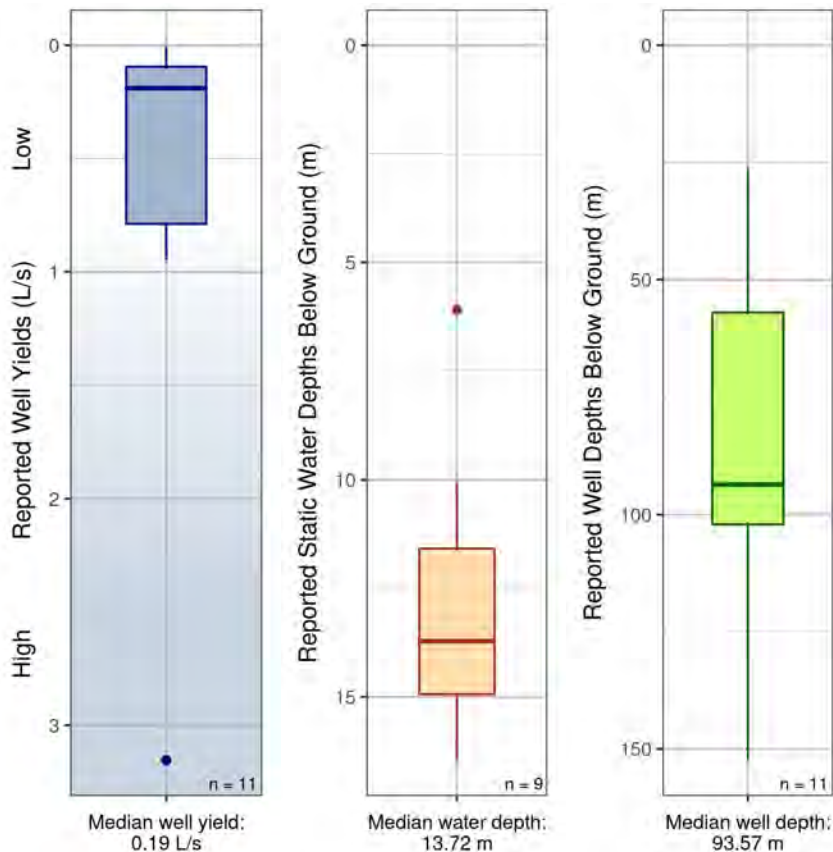 Reported Well Yields (L/s)
Low
High
0
1
2
3
n = 11
Median well yield:
0.19 L/s
Reported Static Water Depths Below Ground (m)
0
5
10
15
n = 9
Median water depth:
13.72 m
Reported Well Depths Below Ground (m)
0
50
100
150
n = 11
Median well depth:
93.57 m